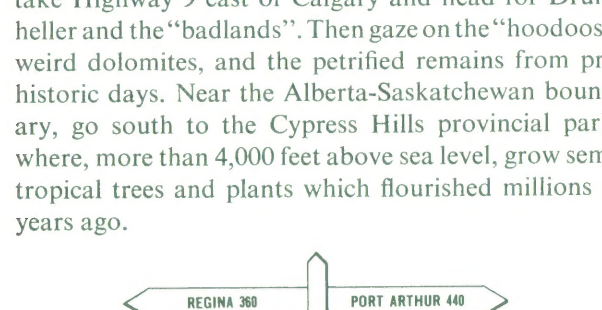 take Highway 9 east of Calgary and head for Drum
heller and the “badlands”. Then gaze on the “hoodoos
weird dolomites, and the petrified remains from pr
historic days. Near the Alberta-Saskatchewan boun
ary, go south to the Cypress Hills provincial par
where, more than 4,000 feet above sea level, grow sem
tropical trees and plants which flourished millions
years ago.
REGINA 360 PORT ARTHUR 440